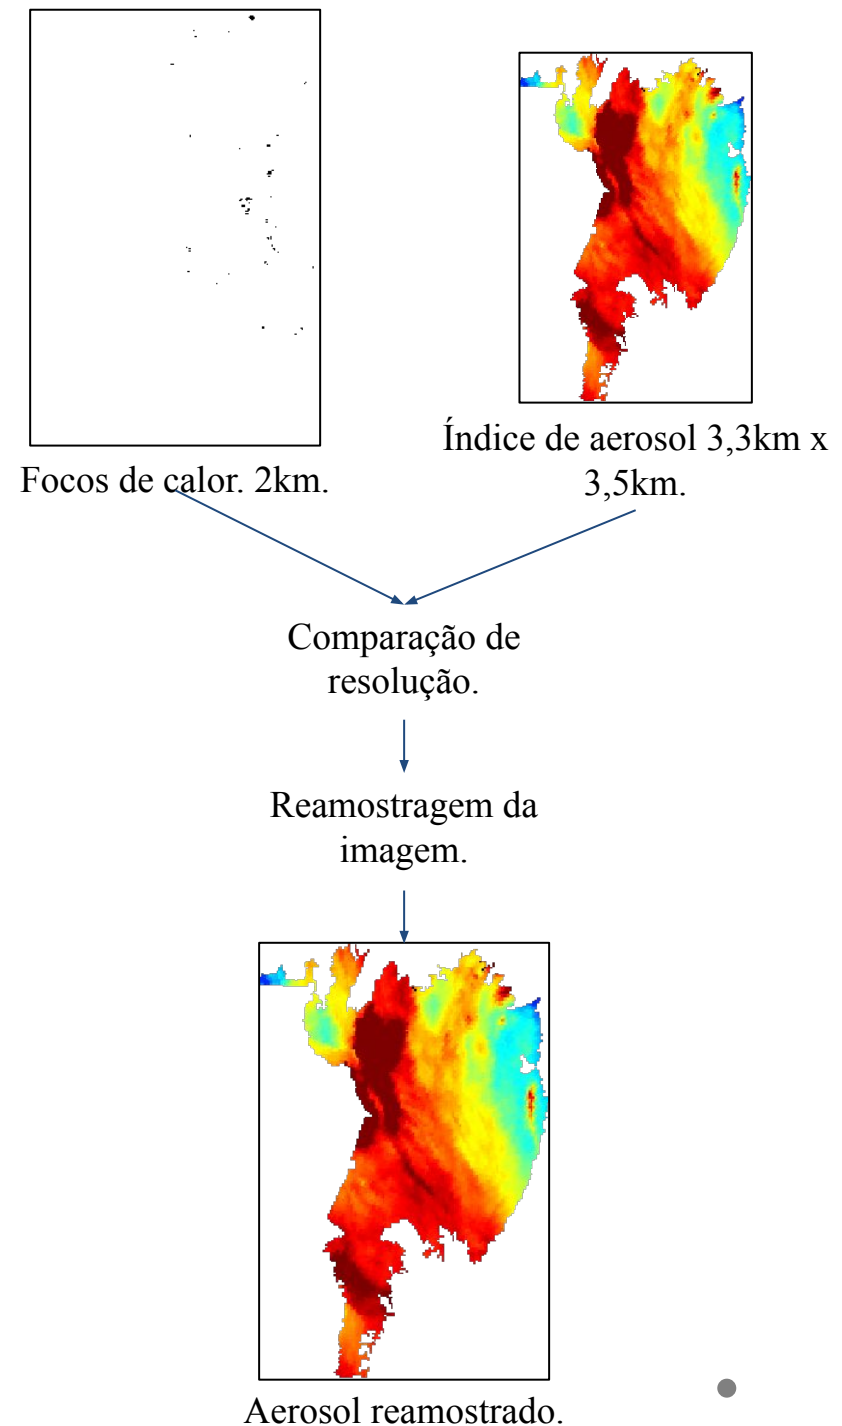 Focos de calor. 2km.
Índice de aerosol 3,3km x
3,5km.
Comparação de
resolução.
Reamostragem da
imagem.
Aerosol reamostrado.